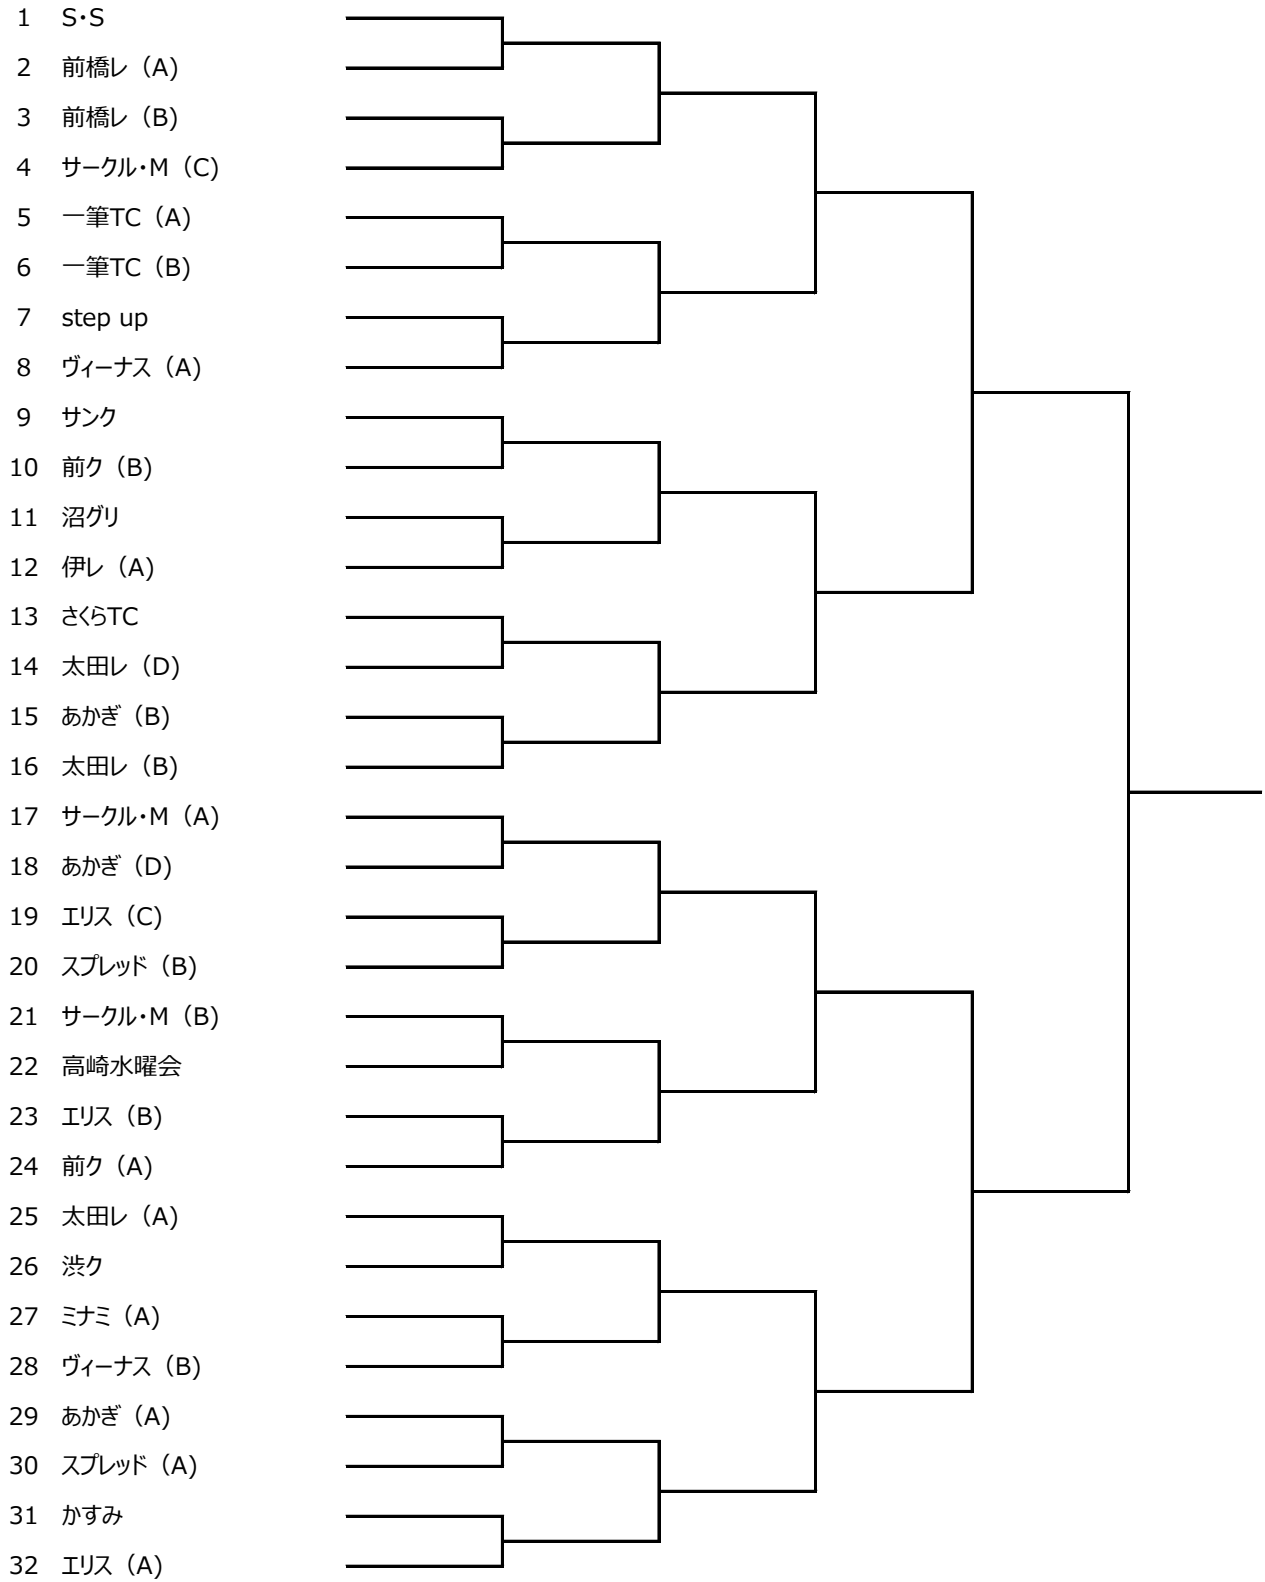 1 S・S
2 前橋レ（A)
3 前橋レ（B)
4 サークル・M（C)
5 一筆TC（A)
6 一筆TC（B)
7 step up
8 ヴィーナス（A)
9 サンク
10 前ク（B)
11 沼グリ
12 伊レ（A)
13 さくらTC
14 太田レ（D)
15 あかぎ（B)
16 太田レ（B)
17 サークル・M（A)
18 あかぎ（D)
19 エリス（C)
20 スプレッド（B)
21 サークル・M（B)
22 高崎水曜会
23 エリス（B)
24 前ク（A)
25 太田レ（A)
26 渋ク
27 ミナミ（A)
28 ヴィーナス（B)
29 あかぎ（A)
30 スプレッド（A)
31 かすみ
32 エリス（A)